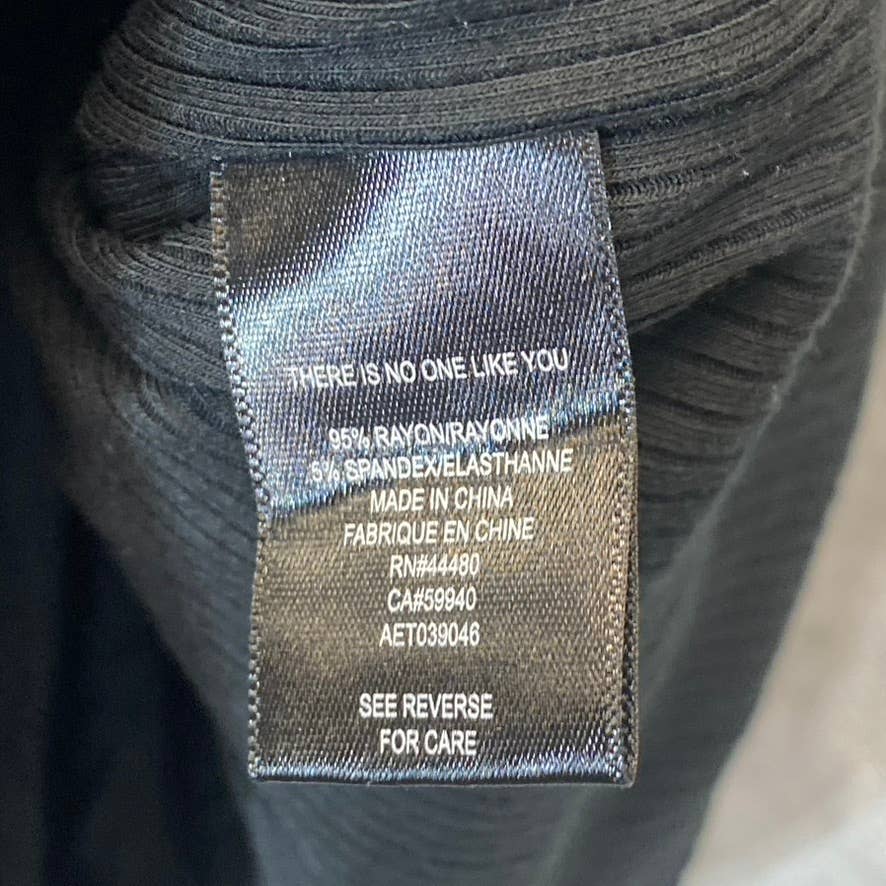 THERE IS NO ONE LIKE YOU
95% RAYON/RAYONNE
5% SPANDEX/ELASTHANNE
MADE IN CHINA
FABRIQUE EN CHINE
RN#44480
CA#59940
AET039046
SEE REVERSE
FOR CARE